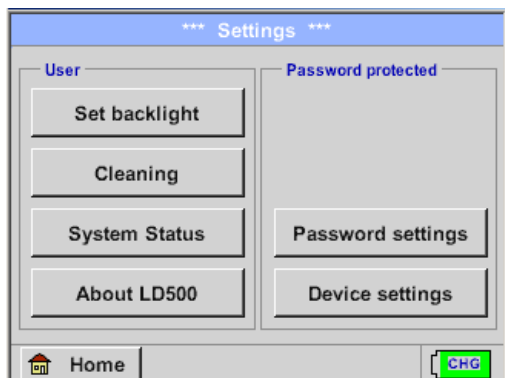 *** Settings ***
User
Set backlight
Cleaning
System Status
About LD500
Password protected
Password settings
Device settings
Home
CHG